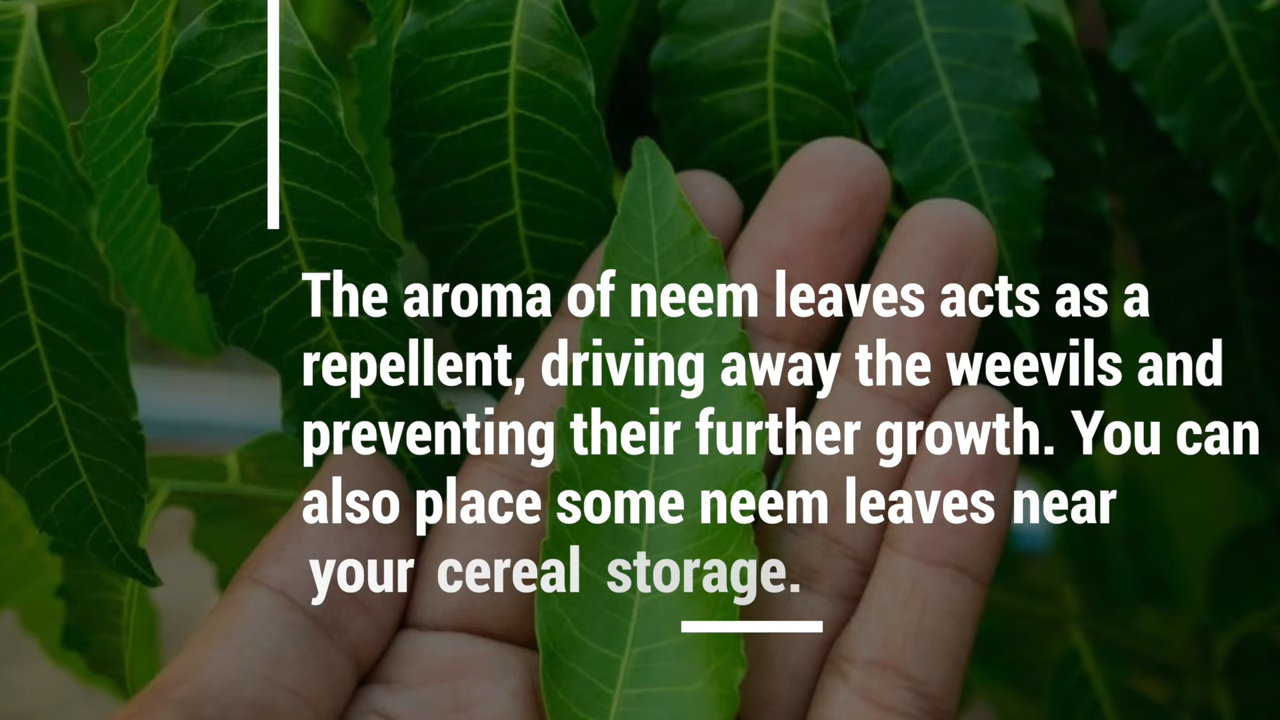 The aroma of neem leaves acts as a
repellent, driving away the weevils and
preventing their further growth. You can
also place some neem leaves near
your cereal storage.